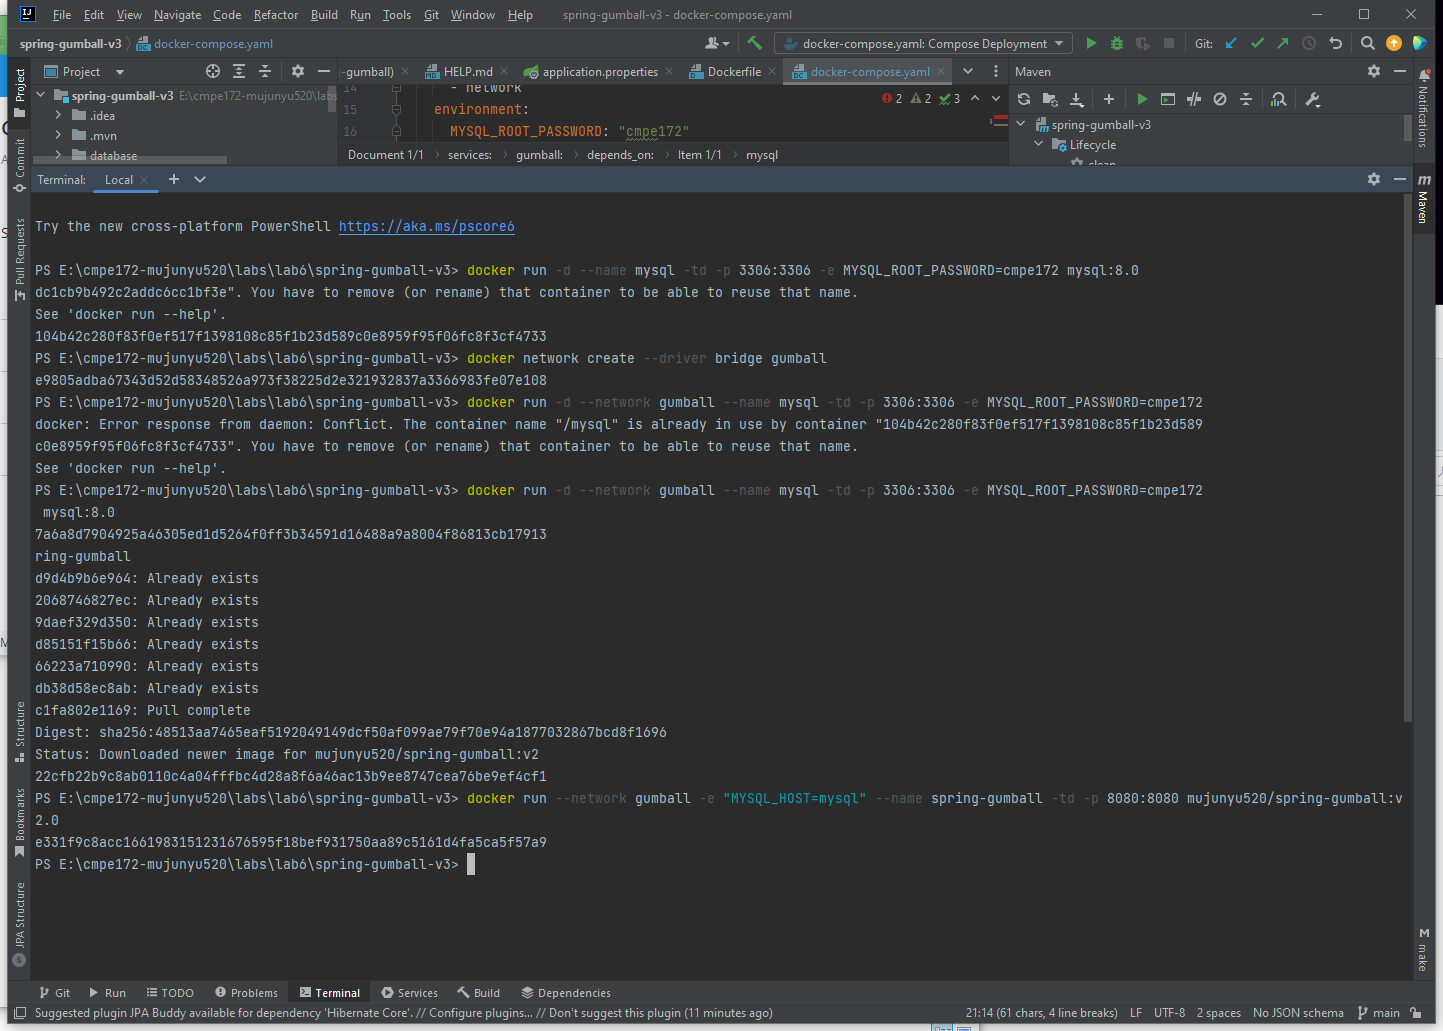 File Edit View Navigate Code Refactor Build Run Tools Git Window Help spring-gumball-v3 - docker-compose.yaml
spring-gumball-v3 docker-compose.yaml docker-compose.yaml: Compose Deployment Git:
Project -gumball) HELP.md application.properties Dockerfile docker-compose.yaml Maven
spring-gumball-v3 E:\cmpe172-mujunyu520\labs
.idea
.mvn
database
14 - network
15 environment:
16 MYSQL_ROOT_PASSWORD: "cmpe172"
2 2 3
Document 1/1 services: gumball: depends_on: Item 1/1 mysql
spring-gumball-v3
Lifecycle
clean
Terminal: Local
Try the new cross-platform PowerShell https://aka.ms/pscore6
PS E:\cmpe172-mujunyu520\labs\lab6\spring-gumball-v3> docker run -d --name mysql -td -p 3306:3306 -e MYSQL_ROOT_PASSWORD=cmpe172 mysql:8.0
dc1cb9b492c2addc6cc1bf3e". You have to remove (or rename) that container to be able to reuse that name.
See 'docker run --help'.
104b42c280f83f0ef517f1398108c85f1b23d589c0e8959f95f06fc8f3cf4733
PS E:\cmpe172-mujunyu520\labs\lab6\spring-gumball-v3> docker network create --driver bridge gumball
e9805adba67343d52d58348526a973f38225d2e321932837a3366983fe07e108
PS E:\cmpe172-mujunyu520\labs\lab6\spring-gumball-v3> docker run -d --network gumball --name mysql -td -p 3306:3306 -e MYSQL_ROOT_PASSWORD=cmpe172
docker: Error response from daemon: Conflict. The container name "/mysql" is already in use by container "104b42c280f83f0ef517f1398108c85f1b23d589
c0e8959f95f06fc8f3cf4733". You have to remove (or rename) that container to be able to reuse that name.
See 'docker run --help'.
PS E:\cmpe172-mujunyu520\labs\lab6\spring-gumball-v3> docker run -d --network gumball --name mysql -td -p 3306:3306 -e MYSQL_ROOT_PASSWORD=cmpe172
mysql:8.0
7a6a8d7904925a46305ed1d5264f0ff3b34591d16488a9a8004f86813cb17913
ring-gumball
d9d4b9b6e964: Already exists
2068746827ec: Already exists
9daef329d350: Already exists
d85151f15b66: Already exists
66223a710990: Already exists
db38d58ec8ab: Already exists
c1fa802e1169: Pull complete
Digest: sha256:48513aa7465eaf5192049149dcf50af099ae79f70e94a1877032867bcd8f1696
Status: Downloaded newer image for mujunyu520/spring-gumball:v2
22cfb22b9c8ab0110c4a04fffbc4d28a8f6a46ac13b9ee8747cea76be9ef4cf1
PS E:\cmpe172-mujunyu520\labs\lab6\spring-gumball-v3> docker run --network gumball -e "MYSQL_HOST=mysql" --name spring-gumball -td -p 8080:8080 mujunyu520/spring-gumball:v
2.0
e331f9c8acc1661983151231676595f18bef931750aa89c5161d4fa5ca5f57a9
PS E:\cmpe172-mujunyu520\labs\lab6\spring-gumball-v3>
Project
Commit
Pull Requests
Structure
Bookmarks
JPA Structure
Notifications
Maven
make
Git Run TODO Problems Terminal Services Build Dependencies
Suggested plugin JPA Buddy available for dependency 'Hibernate Core'. // Configure plugins... // Don't suggest this plugin (11 minutes ago) 21:14 (61 chars, 4 line breaks) LF UTF-8 2 spaces No JSON schema main